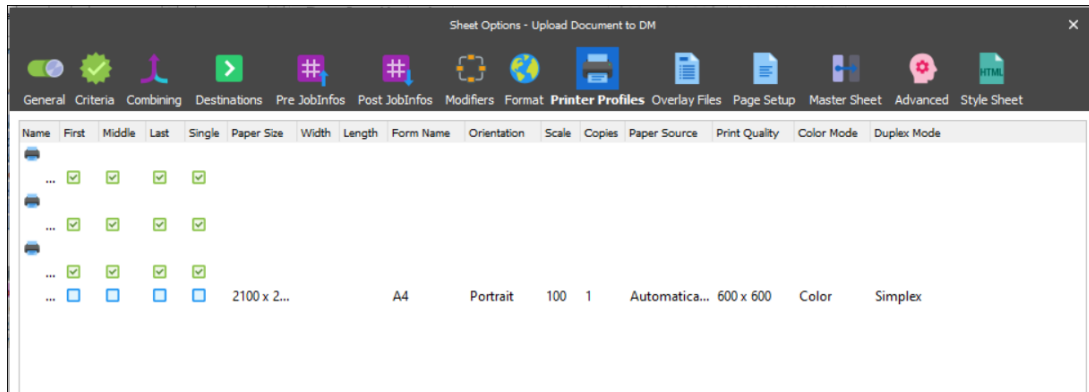 Sheet Options - Upload Document to DM
General Criteria Combining Destinations Pre JobInfos Post JobInfos Modifiers Format Printer Profiles Overlay Files Page Setup Master Sheet Advanced Style Sheet
HTML
Name First Middle Last Single Paper Size Width Length Form Name Orientation Scale Copies Paper Source Print Quality Color Mode Duplex Mode
...
...
...
... 2100 x 2... A4 Portrait 100 1 Automatica... 600 x 600 Color Simplex